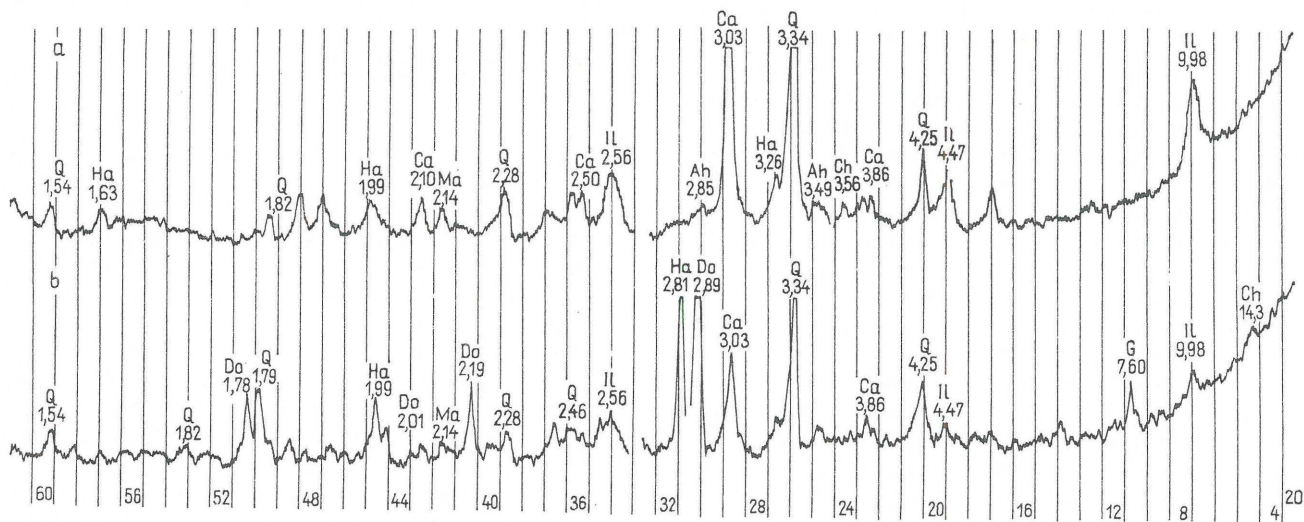 a
Q
1,54
Ha
1,63
Q
1,82
Ha
1,99
Ca
2,10
Ma
2,14
Q
2,28
Ca
2,50
Il
2,56
Ah
2,85
Ca
3,03
Ha
3,26
Q
3,34
Ah
3,49
Ch
3,56
Ca
3,86
Q
4,25
Il
4,47
Il
9,98
b
Q
1,54
Q
1,82
Do
1,78
Q
1,79
Ha
1,99
Do
2,01
Ma
2,14
Do
2,19
Q
2,28
Q
2,46
Il
2,56
Ha
2,81
Do
2,89
Ca
3,03
Q
3,34
Ca
3,86
Q
4,25
Il
4,47
G
7,60
Il
9,98
Ch
14,3
60 56 52 48 44 40 36 32 28 24 20 16 12 8 4 2Θ